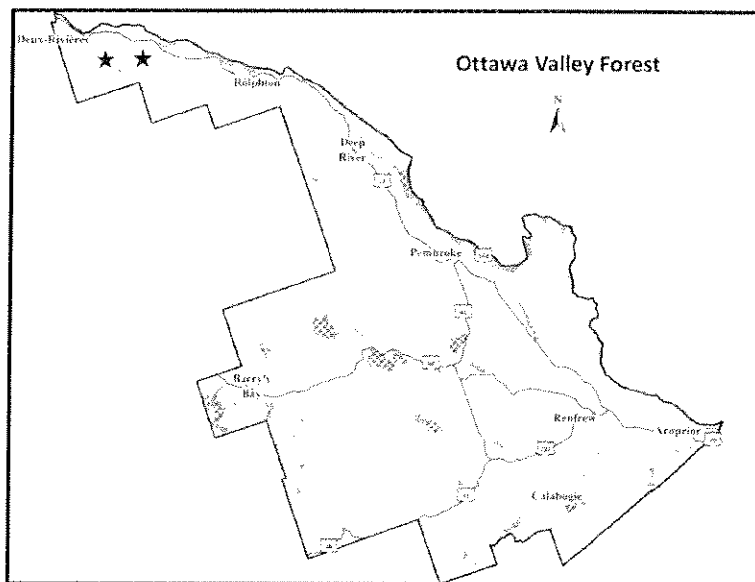 Deux-Rivières
Ottawa Valley Forest
Rolphton
N
Deep
River
Pembroke
Barry's
Bay
Renfrew
Arnprior
Calabogie